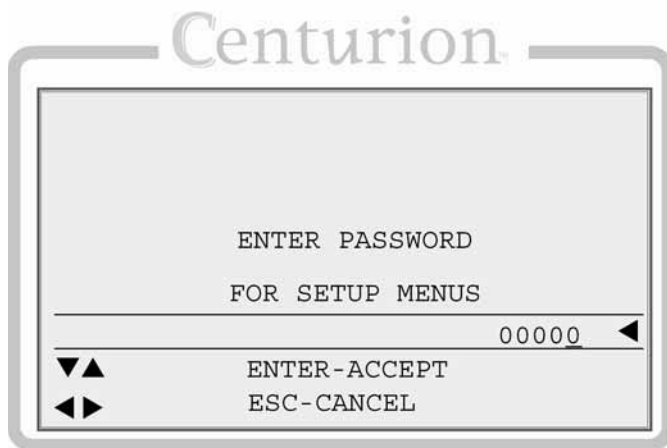 Centurion
ENTER PASSWORD
FOR SETUP MENUS
00000 ◀
▼▲ ENTER-ACCEPT
◀▶ ESC-CANCEL